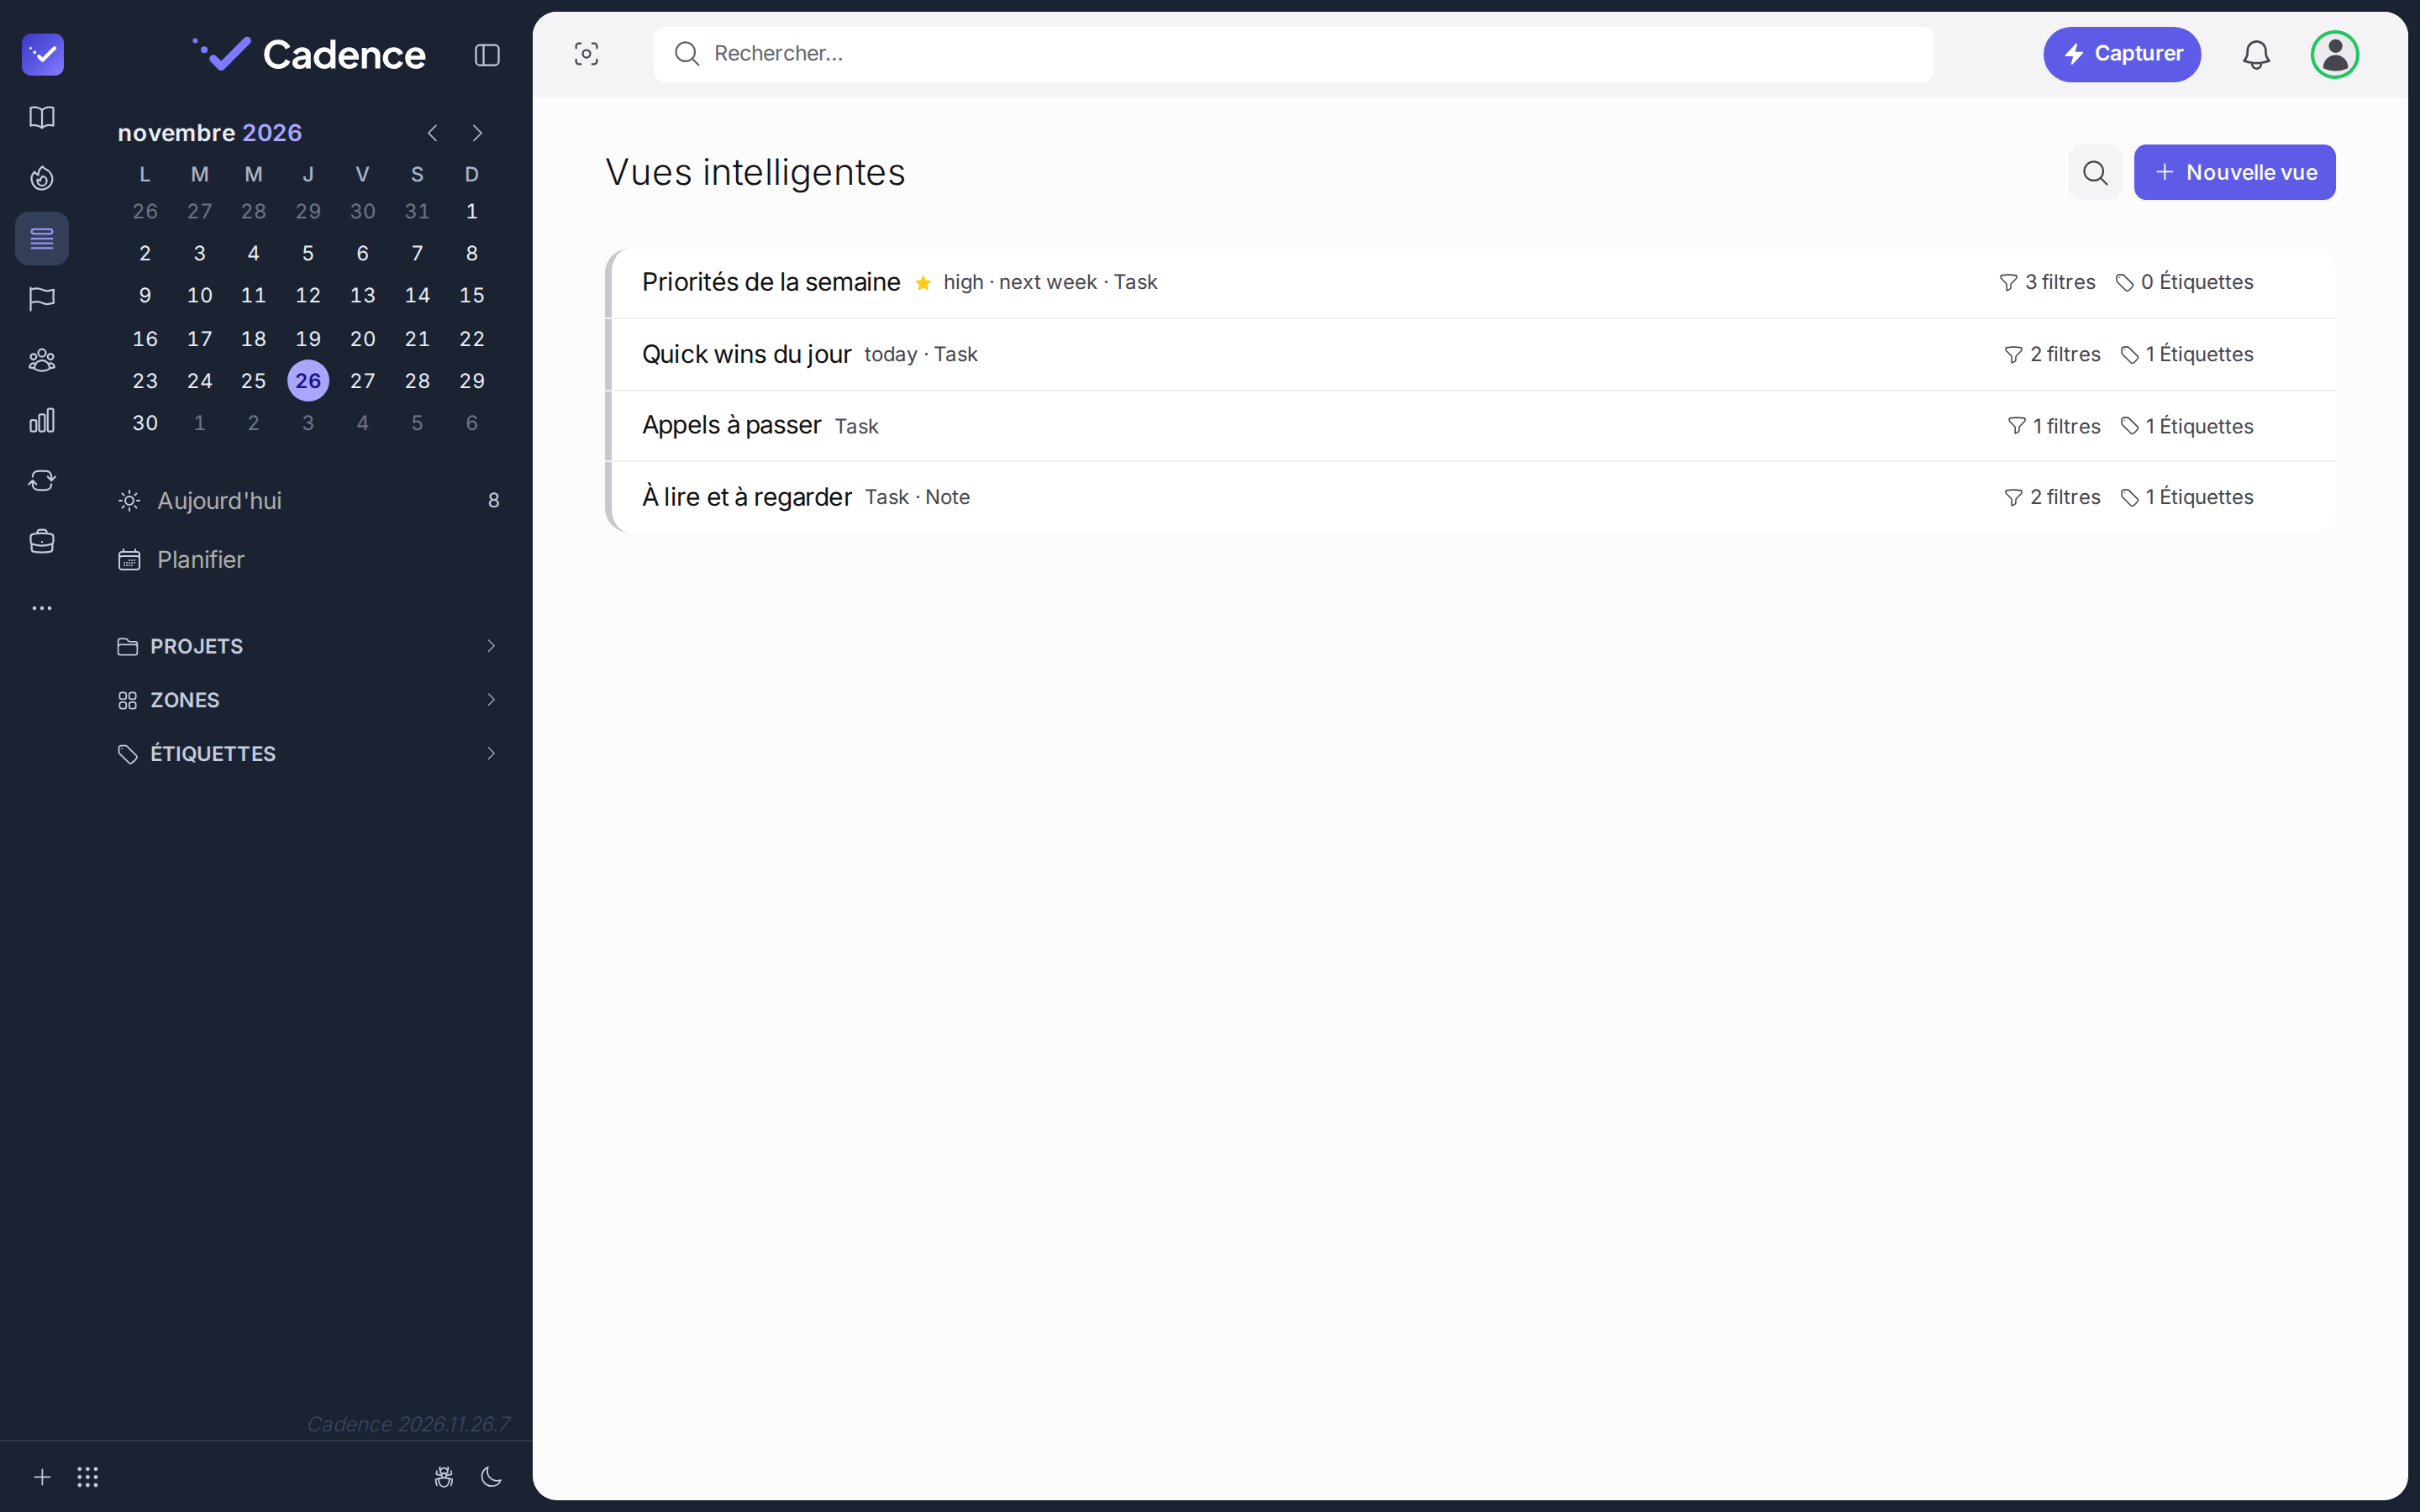 Cadence
novembre 2026
L M M J V S D
26 27 28 29 30 31 1
2 3 4 5 6 7 8
9 10 11 12 13 14 15
16 17 18 19 20 21 22
23 24 25 26 27 28 29
30 1 2 3 4 5 6
Aujourd'hui 8
Planifier
PROJETS
ZONES
ÉTIQUETTES
Cadence 2026.11.26.7
Rechercher...
Capturer
Vues intelligentes
Nouvelle vue
Priorités de la semaine high · next week · Task 3 filtres 0 Étiquettes
Quick wins du jour today · Task 2 filtres 1 Étiquettes
Appels à passer Task 1 filtres 1 Étiquettes
À lire et à regarder Task · Note 2 filtres 1 Étiquettes